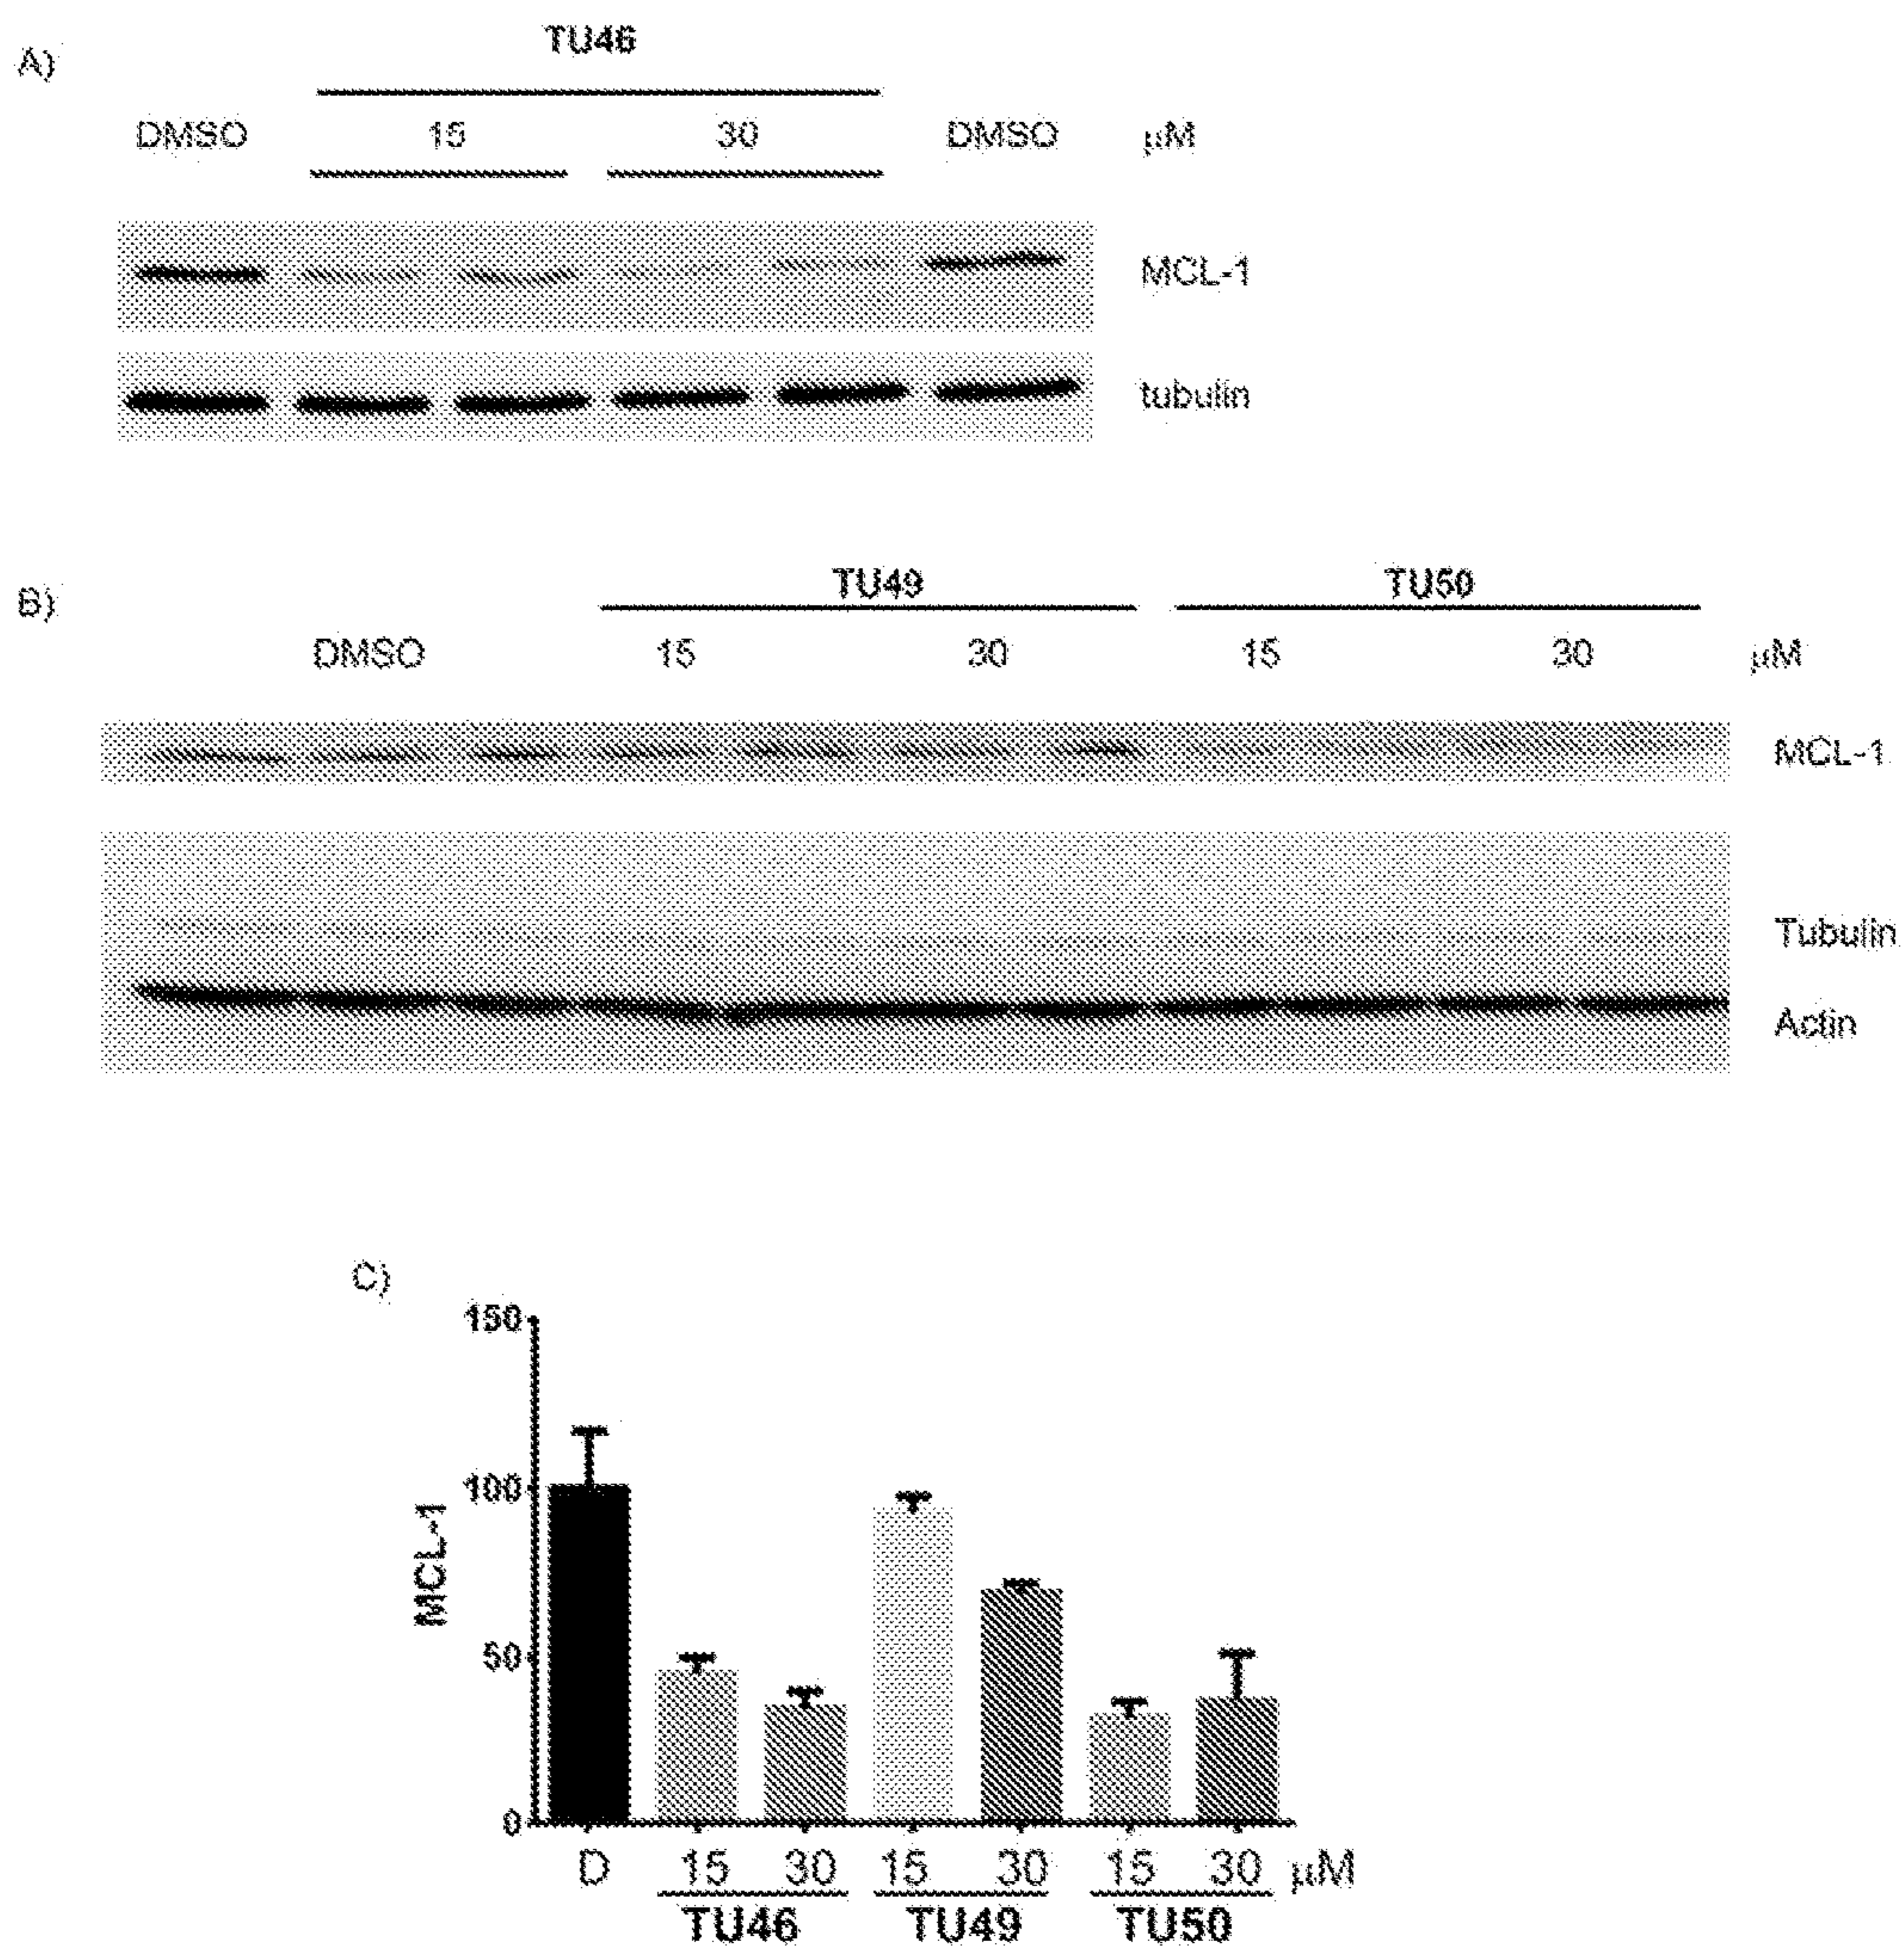 A)
TU46
DMSO 15 30 DMSO μM
MCL-1
tubulin
B)
TU49 TU50
DMSO 15 30 15 30 μM
MCL-1
Tubulin
Actin
C)
150
100
50
0
MCL-1
D 15 30 15 30 15 30 μM
TU46 TU49 TU50